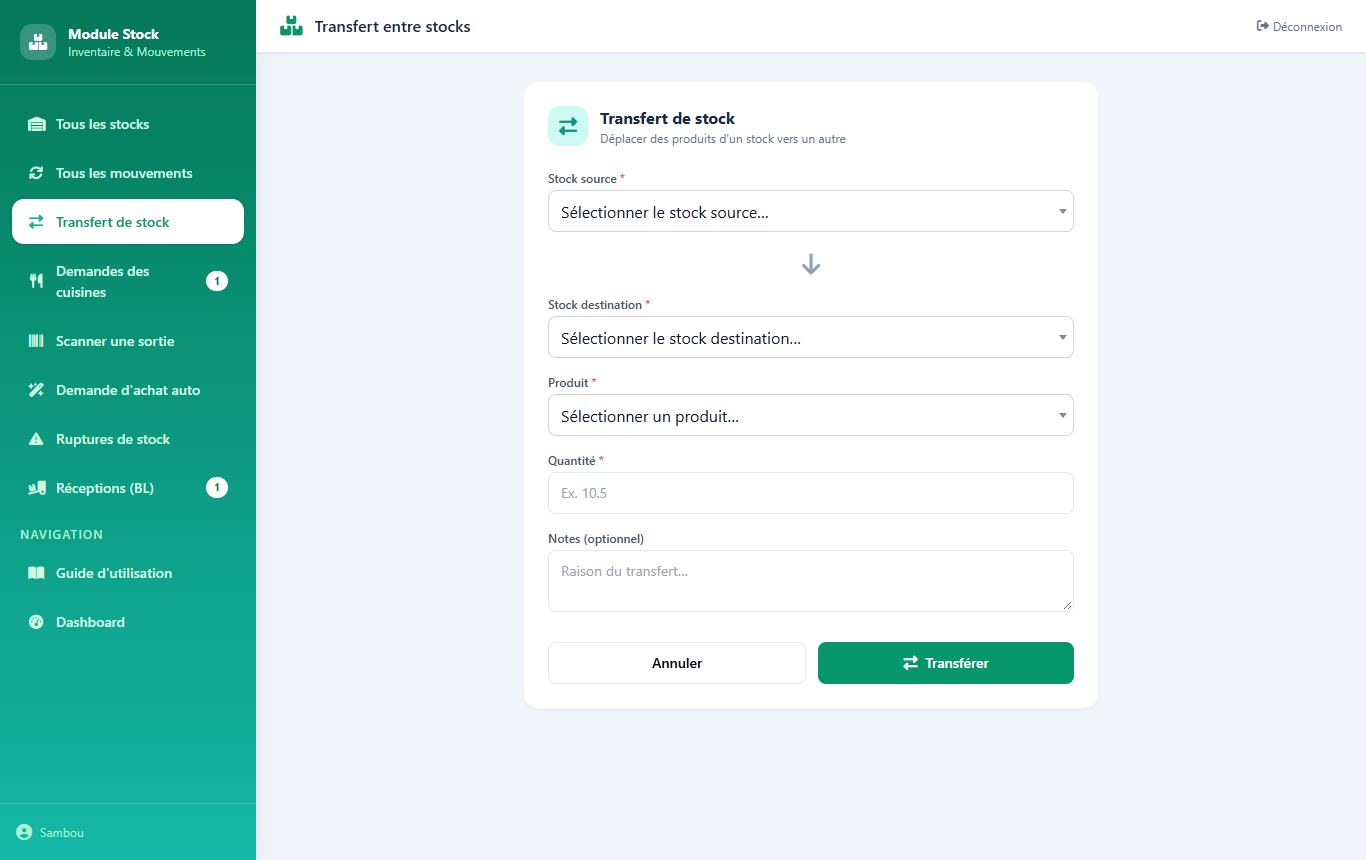 Module Stock
Inventaire & Mouvements
Tous les stocks
Tous les mouvements
Transfert de stock
Demandes des
cuisines
1
Scanner une sortie
Demande d'achat auto
Ruptures de stock
Réceptions (BL)
1
NAVIGATION
Guide d'utilisation
Dashboard
Sambou
Transfert entre stocks
Déconnexion
Transfert de stock
Déplacer des produits d'un stock vers un autre
Stock source *
Sélectionner le stock source...
Stock destination *
Sélectionner le stock destination...
Produit *
Sélectionner un produit...
Quantité *
Ex. 10.5
Notes (optionnel)
Raison du transfert...
Annuler
Transférer